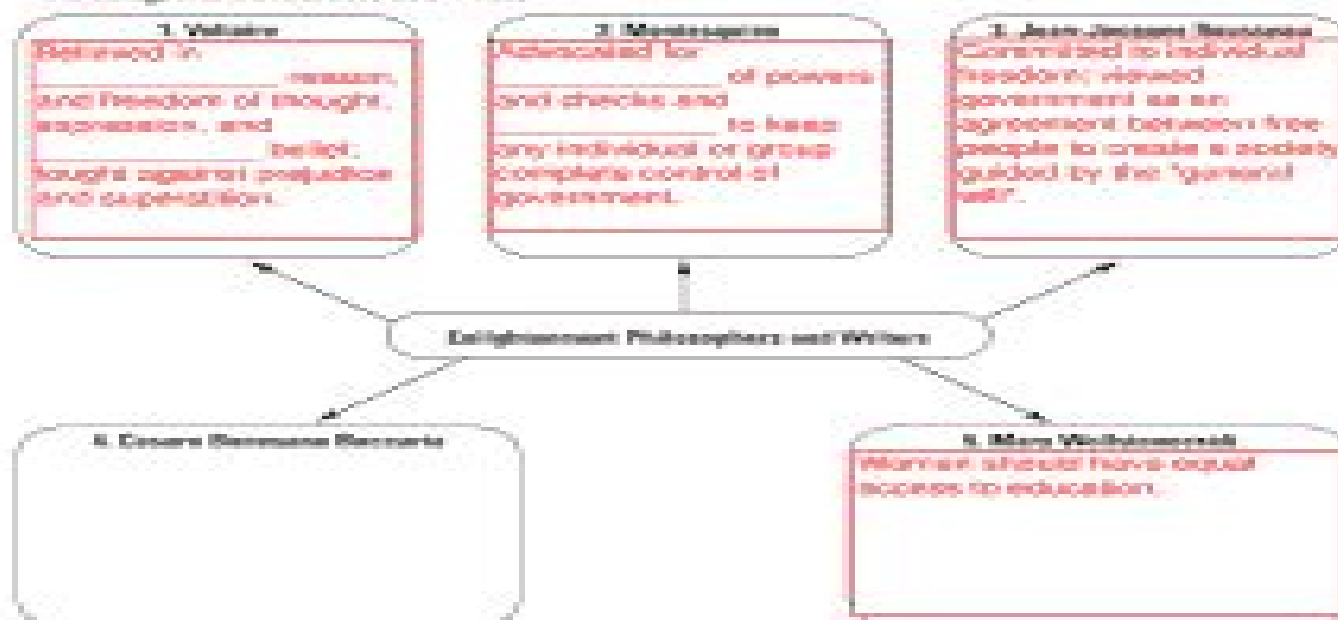 1. Voltaire
Believed in
____________ reason,
and freedom of thought,
expression, and
____________ belief;
fought against prejudice
and superstition.
2. Montesquieu
Advocated for
____________ of powers
and checks and
____________ to keep
any individual or group
complete control of
government.
3. Jean Jacques Rousseau
Committed to individual
freedom; viewed
government as an
agreement between free
people to create a society
guided by the "general
will".
Enlightenment Philosophers and Writers
4. Cesare Bonesana Beccaria
5. Mary Wollstonecraft
Women should have equal
access to education.